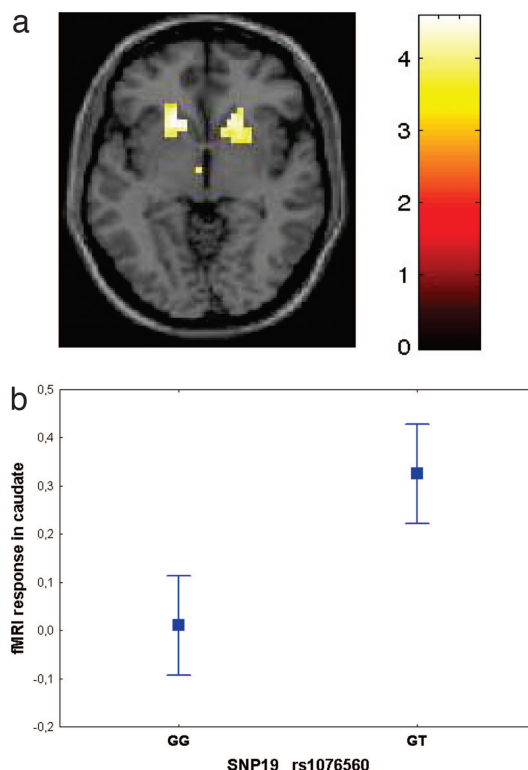 a
4
3
2
1
0
b
0,5
0,4
0,3
0,2
0,1
0,0
-0,1
-0,2
fMRI response in caudate
GG
GT
SNP19 rs1076560